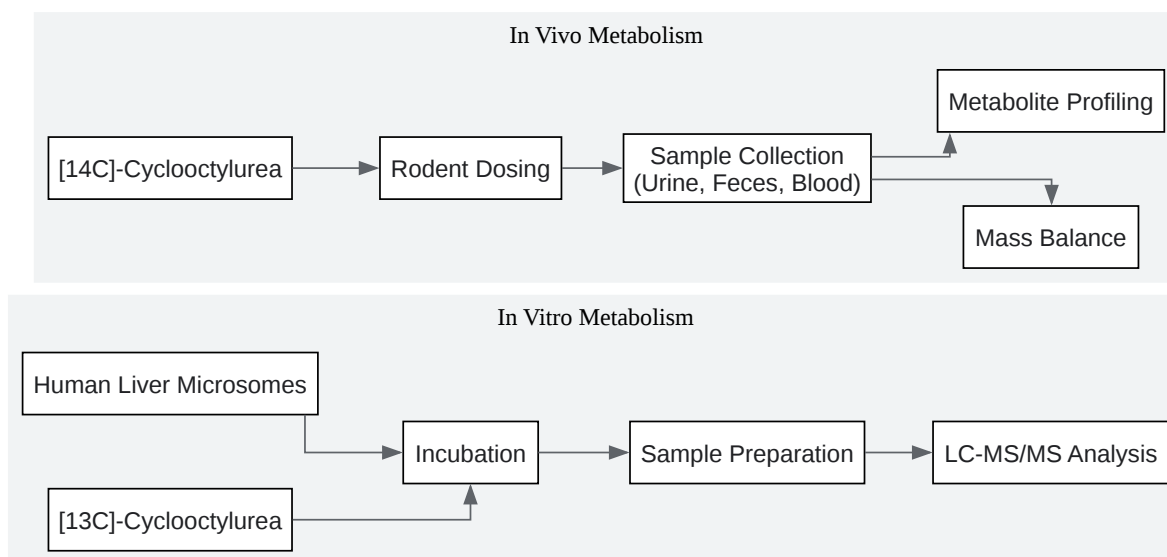 In Vivo Metabolism
Metabolite Profiling
[14C]-Cyclooctylurea
Rodent Dosing
Sample Collection
(Urine, Feces, Blood)
Mass Balance
In Vitro Metabolism
Human Liver Microsomes
Incubation
Sample Preparation
LC-MS/MS Analysis
[13C]-Cyclooctylurea